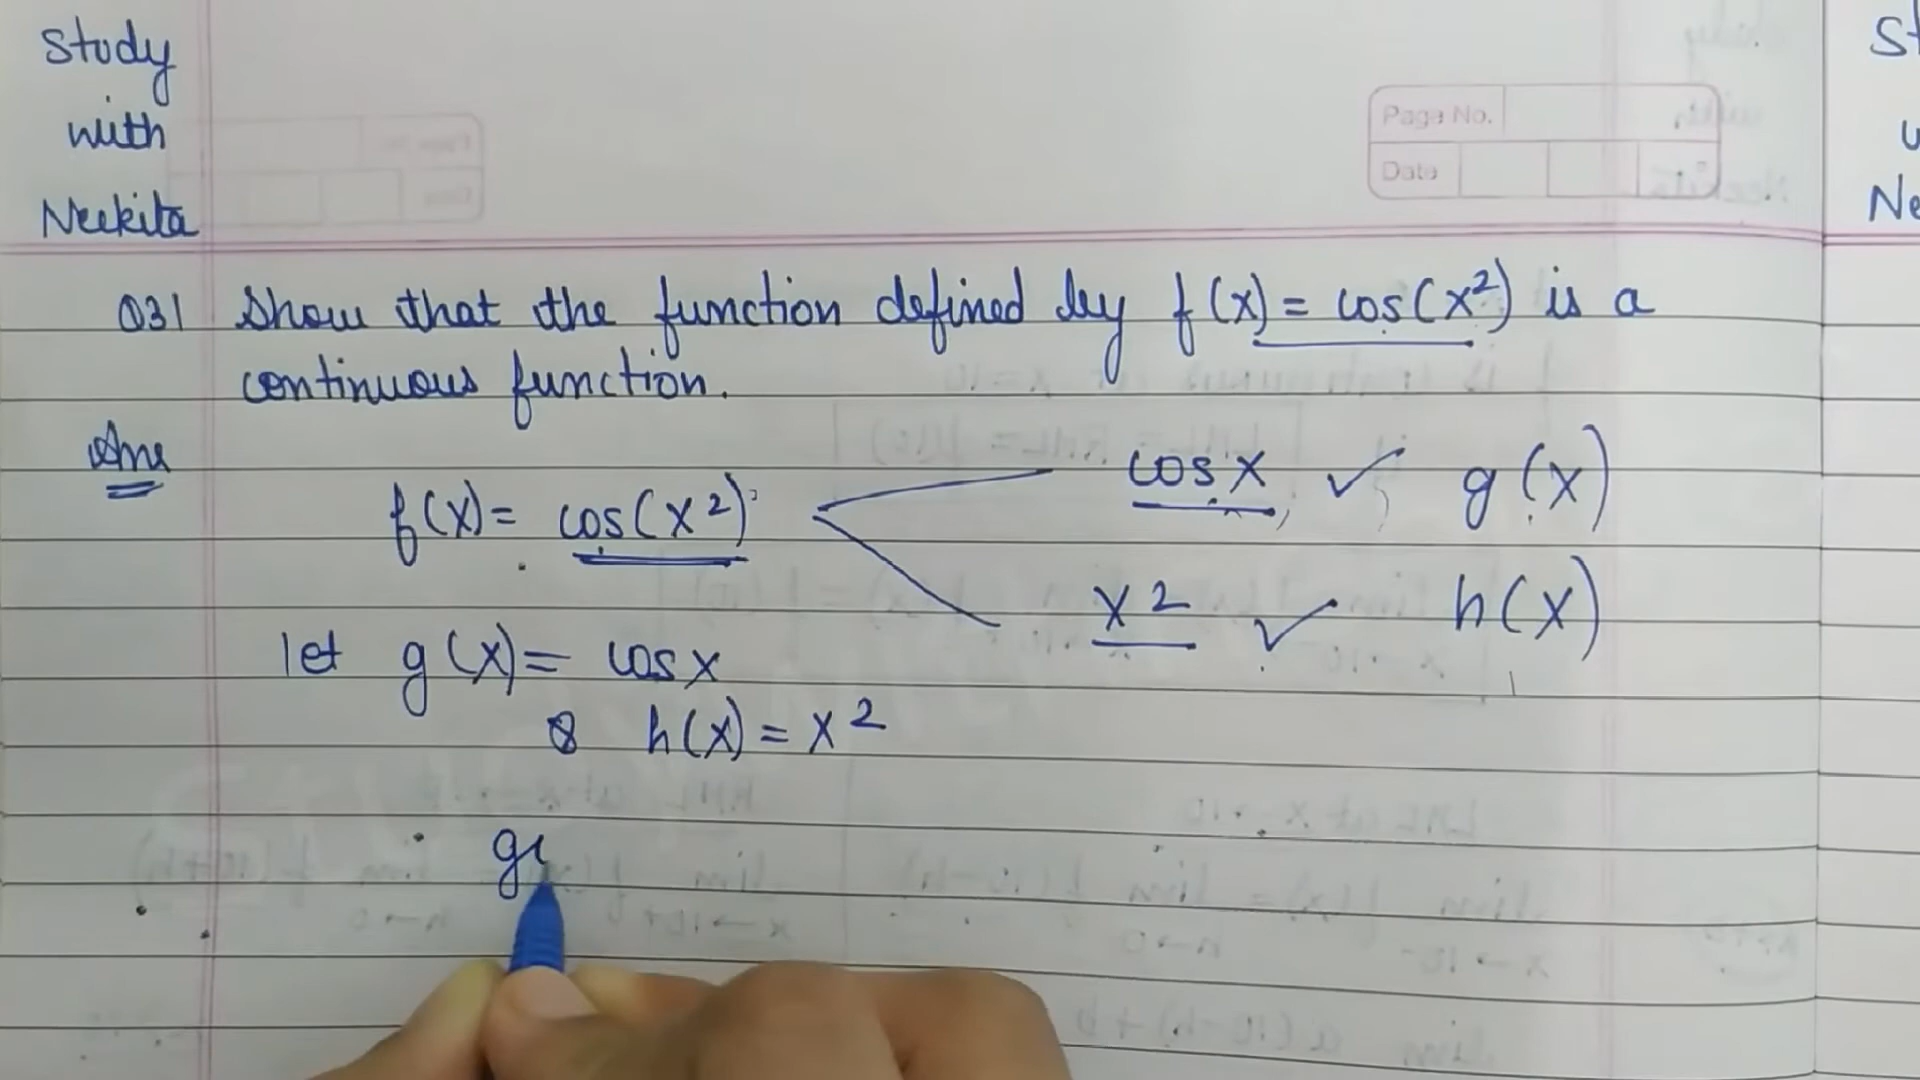 Study
with
Neekita
Page No.
Date
Q31 Show that the function defined by f(x) = cos(x²) is a
continuous function.
Ans
f(x) = cos(x²)
cos x ✓ g(x)
x² ✓ h(x)
let g(x) = cos x
& h(x) = x²
g(
St
Ne